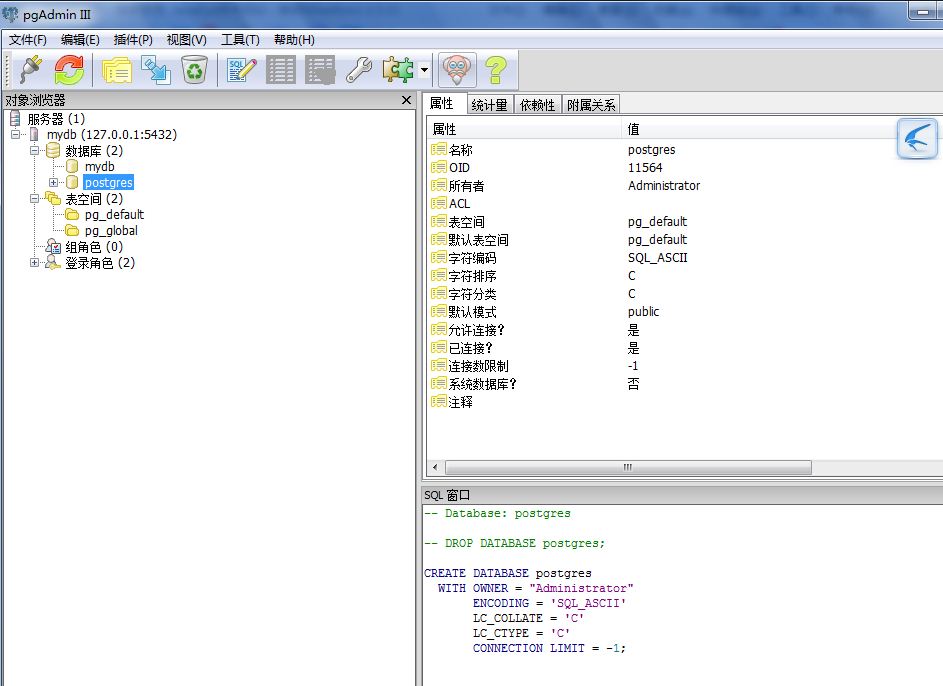 pgAdmin III
文件(F) 编辑(E) 插件(P) 视图(V) 工具(T) 帮助(H)
SQL
对象浏览器
服务器 (1)
mydb (127.0.0.1:5432)
数据库 (2)
mydb
postgres
表空间 (2)
pg_default
pg_global
组角色 (0)
登录角色 (2)
属性 统计量 依赖性 附属关系
属性 值
名称 postgres
OID 11564
所有者 Administrator
ACL
表空间 pg_default
默认表空间 pg_default
字符编码 SQL_ASCII
字符排序 C
字符分类 C
默认模式 public
允许连接? 是
已连接? 是
连接数限制 -1
系统数据库? 否
注释
SQL 窗口
-- Database: postgres
-- DROP DATABASE postgres;
CREATE DATABASE postgres
WITH OWNER = "Administrator"
ENCODING = 'SQL_ASCII'
LC_COLLATE = 'C'
LC_CTYPE = 'C'
CONNECTION LIMIT = -1;